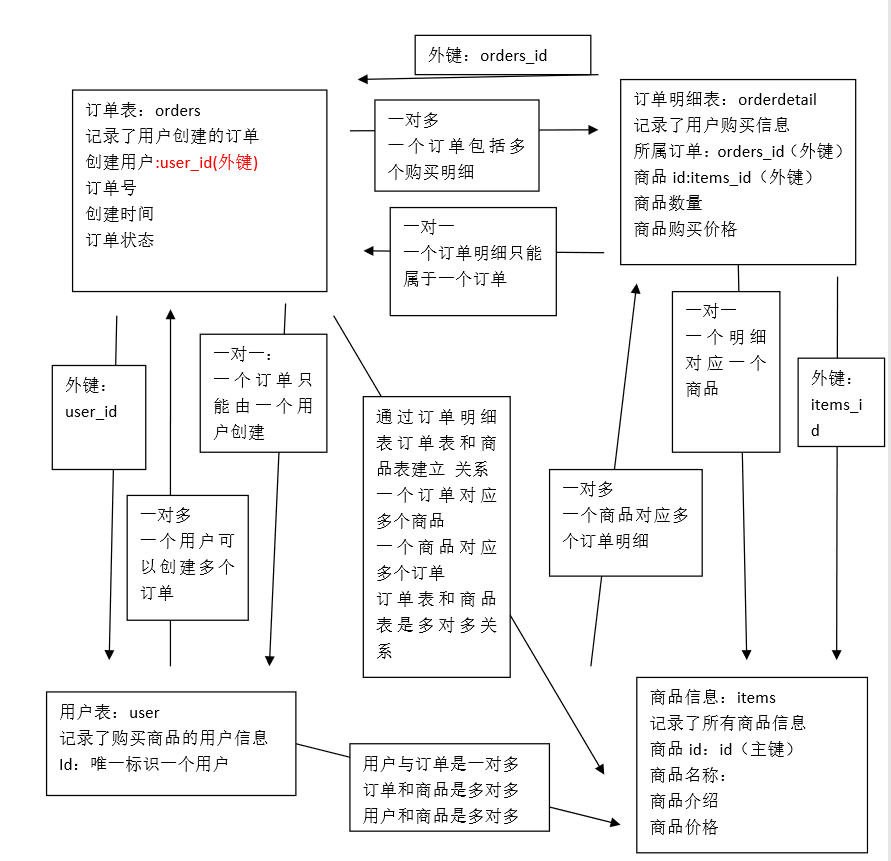 外键：orders_id
订单表：orders
记录了用户创建的订单
创建用户:user_id(外键)
订单号
创建时间
订单状态
一对多
一个订单包括多
个购买明细
订单明细表：orderdetail
记录了用户购买信息
所属订单：orders_id（外键）
商品id:items_id（外键）
商品数量
商品购买价格
一对一
一个订单明细只能
属于一个订单
外键：
user_id
一对一：
一个订单只
能由一个用
户创建
一对一
一个明细
对应一个
商品
外键：
items_i
d
通过订单明细
表订单表和商
品表建立 关系
一个订单对应
多个商品
一个商品对应
多个订单
订单表和商品
表是多对多关
系
一对多
一个商品对应多
个订单明细
一对多
一个用户可
以创建多个
订单
用户表：user
记录了购买商品的用户信息
Id：唯一标识一个用户
用户与订单是一对多
订单和商品是多对多
用户和商品是多对多
商品信息：items
记录了所有商品信息
商品id：id（主键）
商品名称：
商品介绍
商品价格